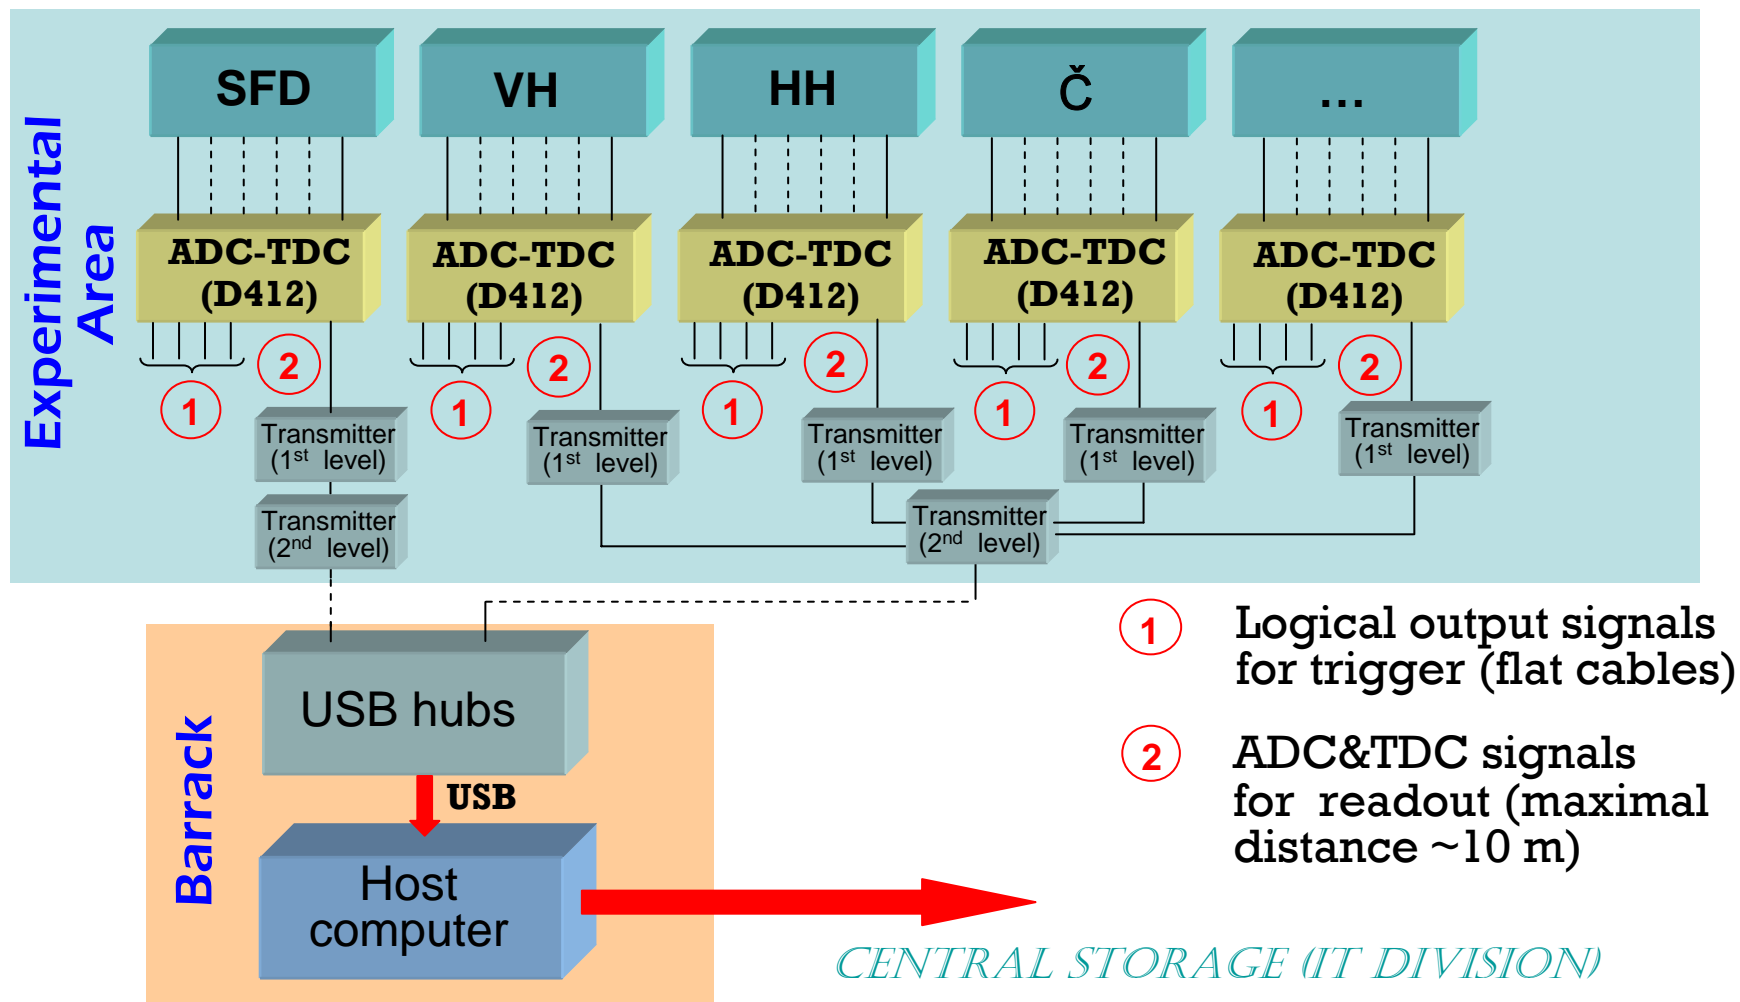 Experimental
Area
SFD
VH
HH
Č
...
ADC-TDC
(D412)
ADC-TDC
(D412)
ADC-TDC
(D412)
ADC-TDC
(D412)
ADC-TDC
(D412)
1
2
1
2
1
2
1
2
1
2
Transmitter
(1st level)
Transmitter
(1st level)
Transmitter
(1st level)
Transmitter
(1st level)
Transmitter
(1st level)
Transmitter
(2nd level)
Transmitter
(2nd level)
Barrack
USB hubs
USB
Host
computer
1
Logical output signals
for trigger (flat cables)
2
ADC&TDC signals
for readout (maximal
distance ~10 m)
CENTRAL STORAGE (IT DIVISION)